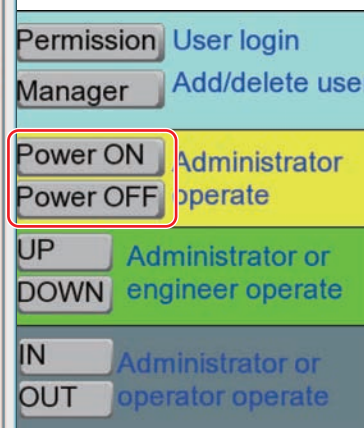 Permission User login
Manager Add/delete use
Power ON Administrator
Power OFF operate
UP Administrator or
DOWN engineer operate
IN Administrator or
OUT operator operate